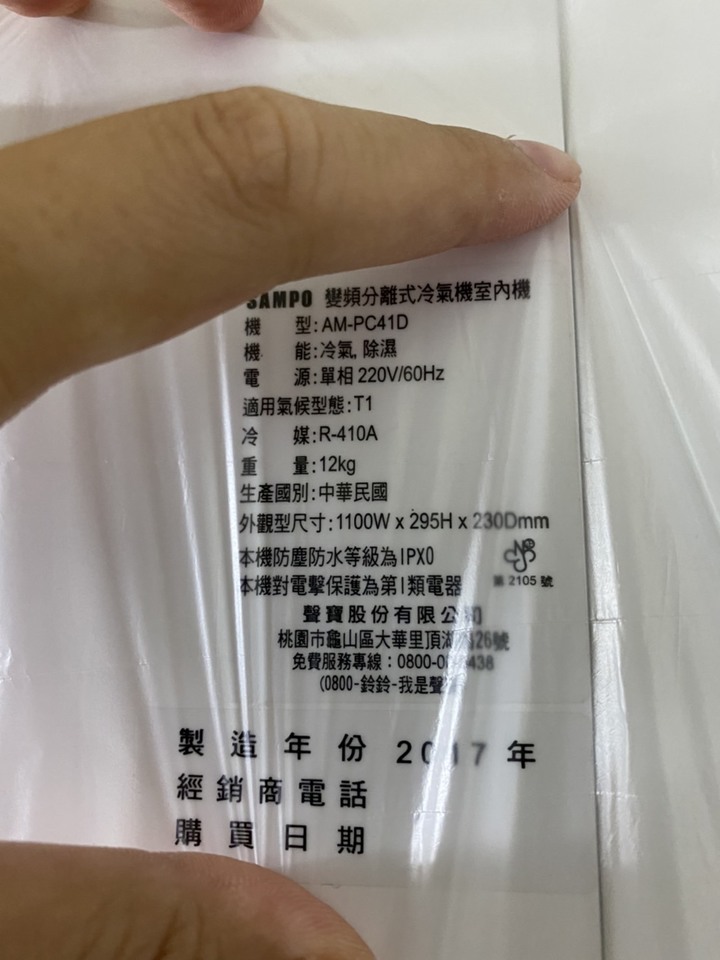 SAMPO 變頻分離式冷氣機室內機
機 型:AM-PC41D
機 能:冷氣, 除濕
電 源:單相 220V/60Hz
適用氣候型態:T1
冷 媒:R-410A
重 量:12kg
生產國別:中華民國
外觀型尺寸:1100W x 295H x 230Dmm
本機防塵防水等級為IPX0
本機對電擊保護為第I類電器
第 2105 號
聲寶股份有限公司
桃園市龜山區大華里頂湖 26號
免費服務專線:0800-0 438
(0800-鈴鈴-我是聲
製造年份 2017年
經銷商電話
購買日期